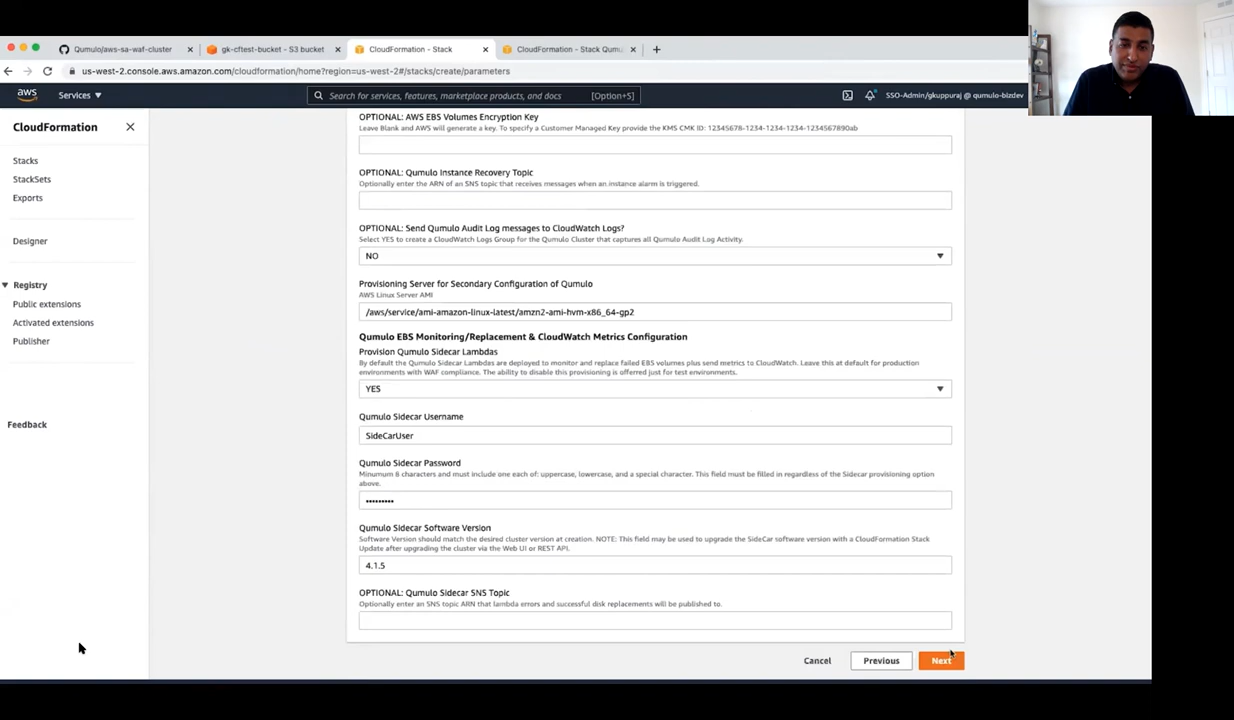 Qumulo/aws-sa-waf-cluster
gk-cftest-bucket - S3 bucket
CloudFormation - Stack
CloudFormation - Stack Qumu
us-west-2.console.aws.amazon.com/cloudformation/home?region=us-west-2#/stacks/create/parameters
aws
Services
Search for services, features, marketplace products, and docs
[Option+S]
SSO-Admin/gkuppuraj @ qumulo-bizdev
CloudFormation
Stacks
StackSets
Exports
Designer
Registry
Public extensions
Activated extensions
Publisher
Feedback
OPTIONAL: AWS EBS Volumes Encryption Key
Leave Blank and AWS will generate a key. To specify a Customer Managed Key provide the KMS CMK ID: 12345678-1234-1234-1234-1234567890ab
OPTIONAL: Qumulo Instance Recovery Topic
Optionally enter the ARN of an SNS topic that receives messages when an instance alarm is triggered.
OPTIONAL: Send Qumulo Audit Log messages to CloudWatch Logs?
Select YES to create a CloudWatch Logs Group for the Qumulo Cluster that captures all Qumulo Audit Log Activity.
NO
Provisioning Server for Secondary Configuration of Qumulo
AWS Linux Server AMI
/aws/service/ami-amazon-linux-latest/amzn2-ami-hvm-x86_64-gp2
Qumulo EBS Monitoring/Replacement & CloudWatch Metrics Configuration
Provision Qumulo Sidecar Lambdas
By default the Qumulo Sidecar Lambdas are deployed to monitor and replace failed EBS volumes plus send metrics to CloudWatch. Leave this at default for production
environments with WAF compliance. The ability to disable this provisioning is offered just for test environments.
YES
Qumulo Sidecar Username
SideCarUser
Qumulo Sidecar Password
Minumum 8 characters and must include one each of: uppercase, lowercase, and a special character. This field must be filled in regardless of the Sidecar provisioning option
above.
•••••••••
Qumulo Sidecar Software Version
Software Version should match the desired cluster version at creation. NOTE: This field may be used to upgrade the SideCar software version with a CloudFormation Stack
Update after upgrading the cluster via the Web UI or REST API.
4.1.5
OPTIONAL: Qumulo Sidecar SNS Topic
Optionally enter an SNS topic ARN that lambda errors and successful disk replacements will be published to.
Cancel
Previous
Next